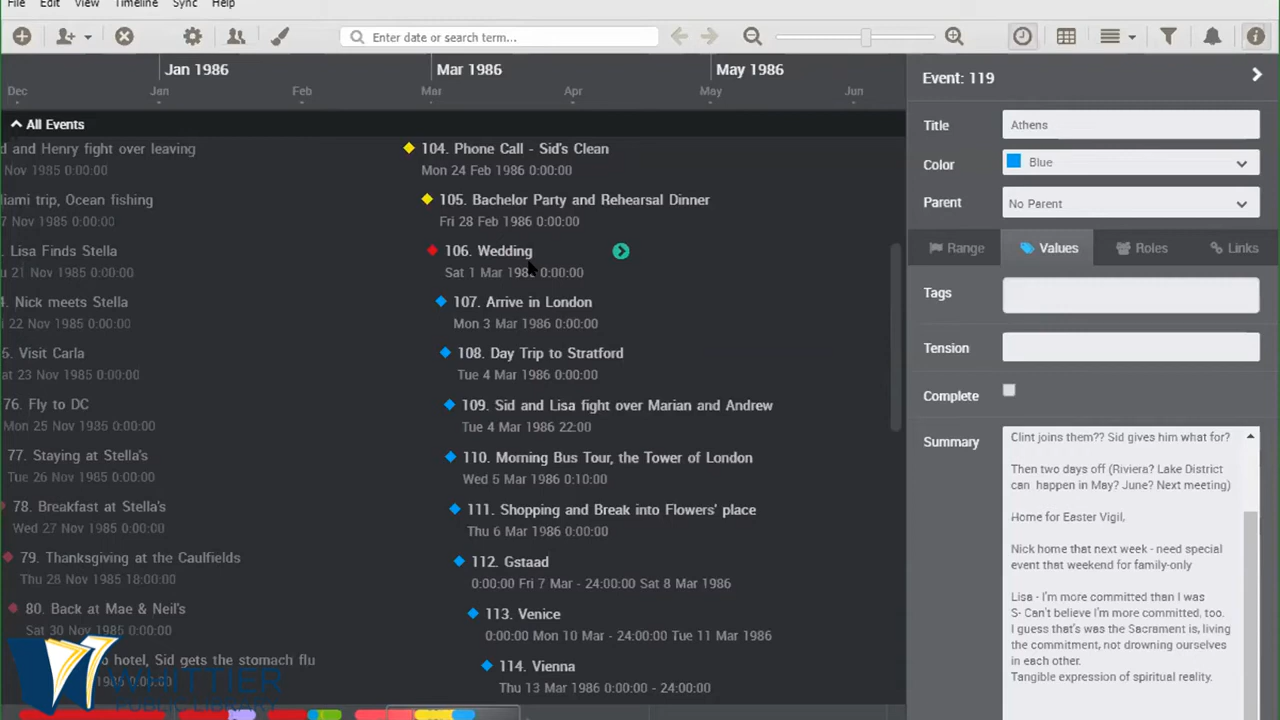 File Edit View Timeline Sync Help
Enter date or search term...
Jan 1986 Mar 1986 May 1986
Dec Jan Feb Mar Apr May Jun
All Events
d and Henry fight over leaving
Nov 1985 0:00:00
iami trip, Ocean fishing
7 Nov 1985 0:00:00
Lisa Finds Stella
u 21 Nov 1985 0:00:00
4. Nick meets Stella
i 22 Nov 1985 0:00:00
5. Visit Carla
at 23 Nov 1985 0:00:00
76. Fly to DC
Mon 25 Nov 1985 0:00:00
77. Staying at Stella's
Tue 26 Nov 1985 0:00:00
78. Breakfast at Stella's
Wed 27 Nov 1985 0:00:00
79. Thanksgiving at the Caulfields
Thu 28 Nov 1985 18:00:00
80. Back at Mae & Neil's
Sat 30 Nov 1985 0:00:00
hotel, Sid gets the stomach flu
1985 0:00:00
WHITTIER
PUBLIC LIBRARY
104. Phone Call - Sid's Clean
Mon 24 Feb 1986 0:00:00
105. Bachelor Party and Rehearsal Dinner
Fri 28 Feb 1986 0:00:00
106. Wedding
Sat 1 Mar 1986 0:00:00
107. Arrive in London
Mon 3 Mar 1986 0:00:00
108. Day Trip to Stratford
Tue 4 Mar 1986 0:00:00
109. Sid and Lisa fight over Marian and Andrew
Tue 4 Mar 1986 22:00
110. Morning Bus Tour, the Tower of London
Wed 5 Mar 1986 0:10:00
111. Shopping and Break into Flowers' place
Thu 6 Mar 1986 0:00:00
112. Gstaad
0:00:00 Fri 7 Mar - 24:00:00 Sat 8 Mar 1986
113. Venice
0:00:00 Mon 10 Mar - 24:00:00 Tue 11 Mar 1986
114. Vienna
Thu 13 Mar 1986 0:00:00 - 24:00:00
Event: 119
Title Athens
Color Blue
Parent No Parent
Range Values Roles Links
Tags
Tension
Complete
Summary
Clint joins them?? Sid gives him what for?
Then two days off (Riviera? Lake District
can happen in May? June? Next meeting)
Home for Easter Vigil,
Nick home that next week - need special
event that weekend for family-only
Lisa - I'm more committed than I was
S- Can't believe I'm more committed, too.
I guess that's was the Sacrament is, living
the commitment, not drowning ourselves
in each other.
Tangible expression of spiritual reality.